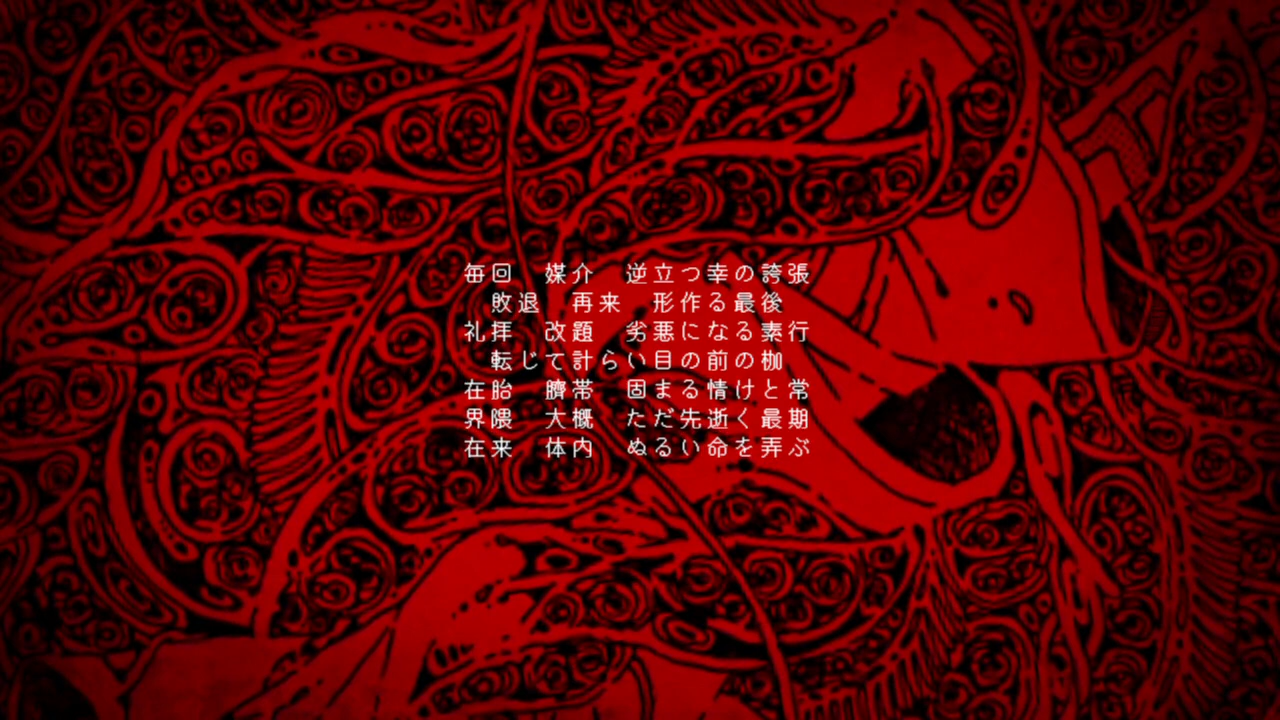 毎回　媒介　逆立つ幸の誇張
敗退　再来　形作る最後
礼拝　改題　劣悪になる素行
転じて計らい目の前の枷
在胎　臍帯　固まる情けと常
界隈　大概　ただ先逝く最期
在来　体内　ぬるい命を弄ぶ